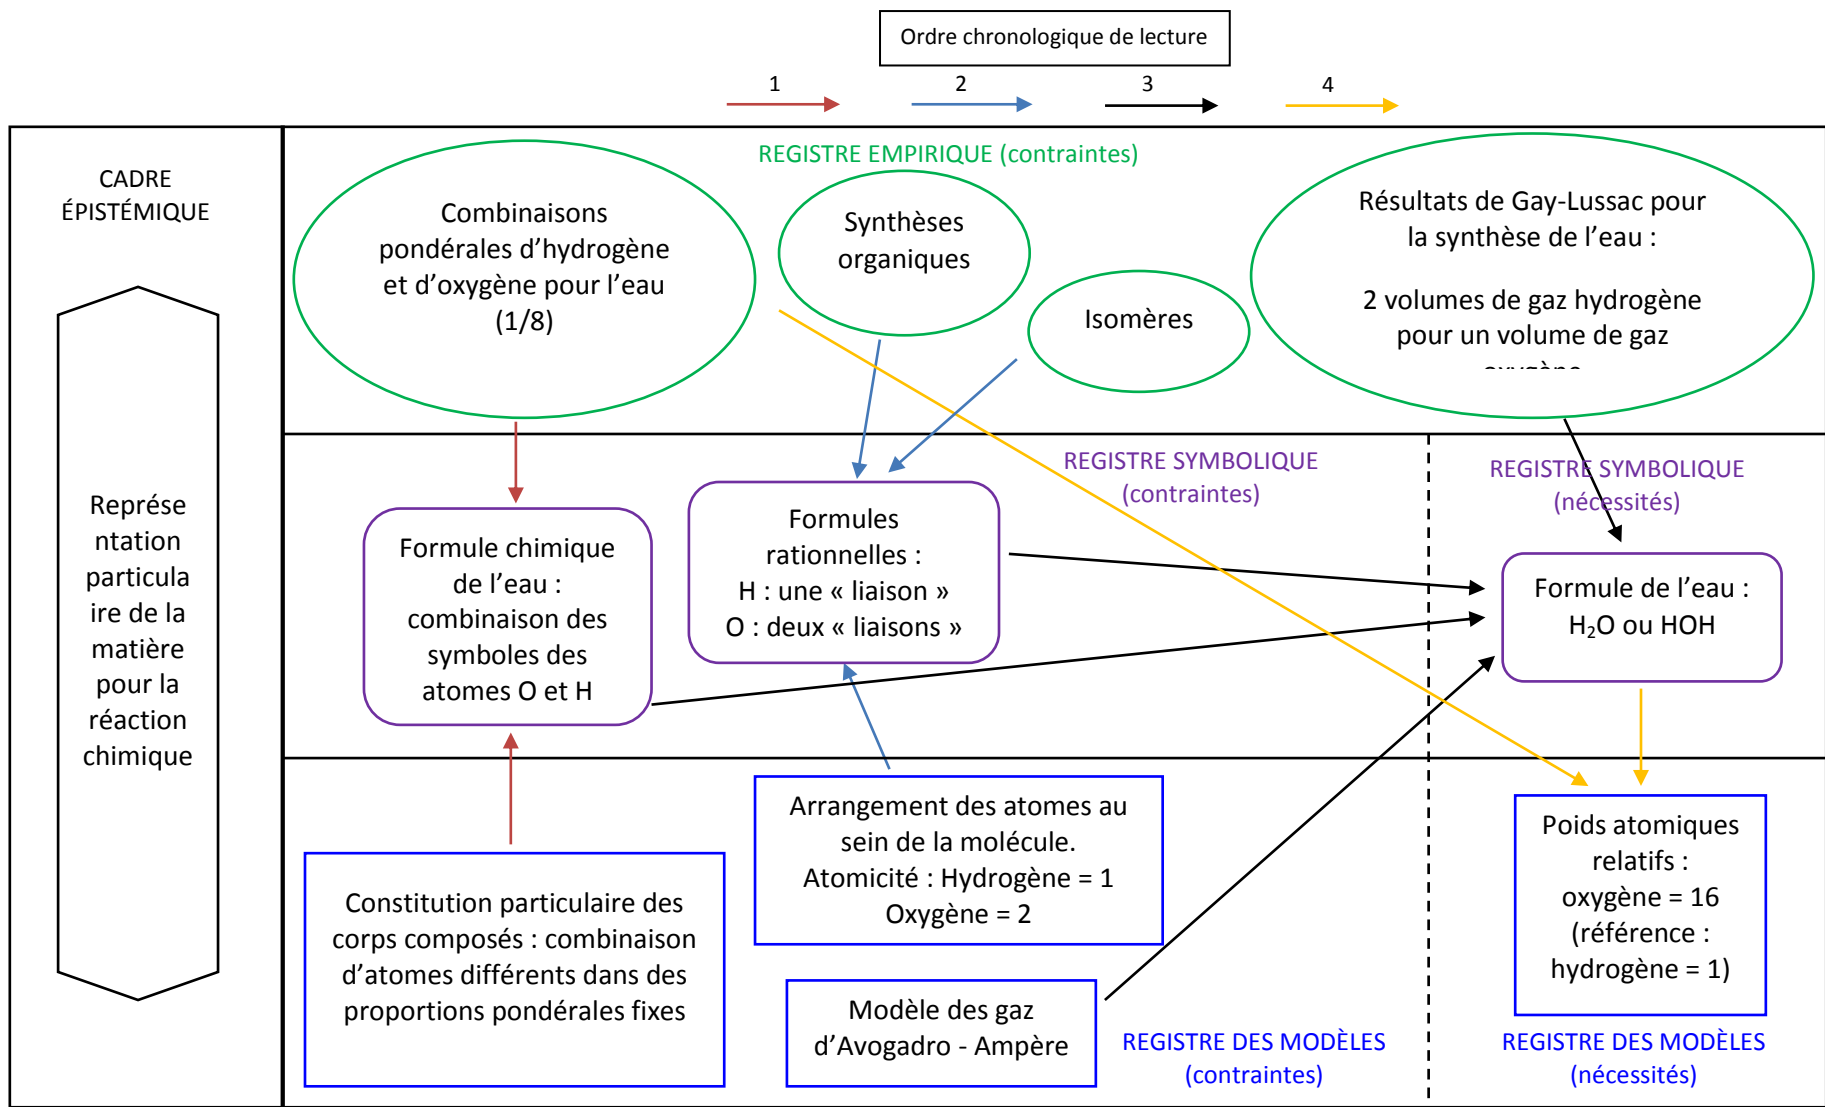 Ordre chronologique de lecture
1
2
3
4
CADRE
ÉPISTÉMIQUE
Représe
ntation
particula
ire de la
matière
pour la
réaction
chimique
REGISTRE EMPIRIQUE (contraintes)
Combinaisons
pondérales d’hydrogène
et d’oxygène pour l’eau
(1/8)
Synthèses
organiques
Isomères
Résultats de Gay-Lussac pour
la synthèse de l’eau :
2 volumes de gaz hydrogène
pour un volume de gaz
REGISTRE SYMBOLIQUE
(contraintes)
REGISTRE SYMBOLIQUE
(nécessités)
Formule chimique
de l’eau :
combinaison des
symboles des
atomes O et H
Formules
rationnelles :
H : une « liaison »
O : deux « liaisons »
Formule de l’eau :
H₂O ou HOH
Constitution particulaire des
corps composés : combinaison
d’atomes différents dans des
proportions pondérales fixes
Arrangement des atomes au
sein de la molécule.
Atomicité : Hydrogène = 1
Oxygène = 2
Modèle des gaz
d’Avogadro - Ampère
REGISTRE DES MODÈLES
(contraintes)
Poids atomiques
relatifs :
oxygène = 16
(référence :
hydrogène = 1)
REGISTRE DES MODÈLES
(nécessités)